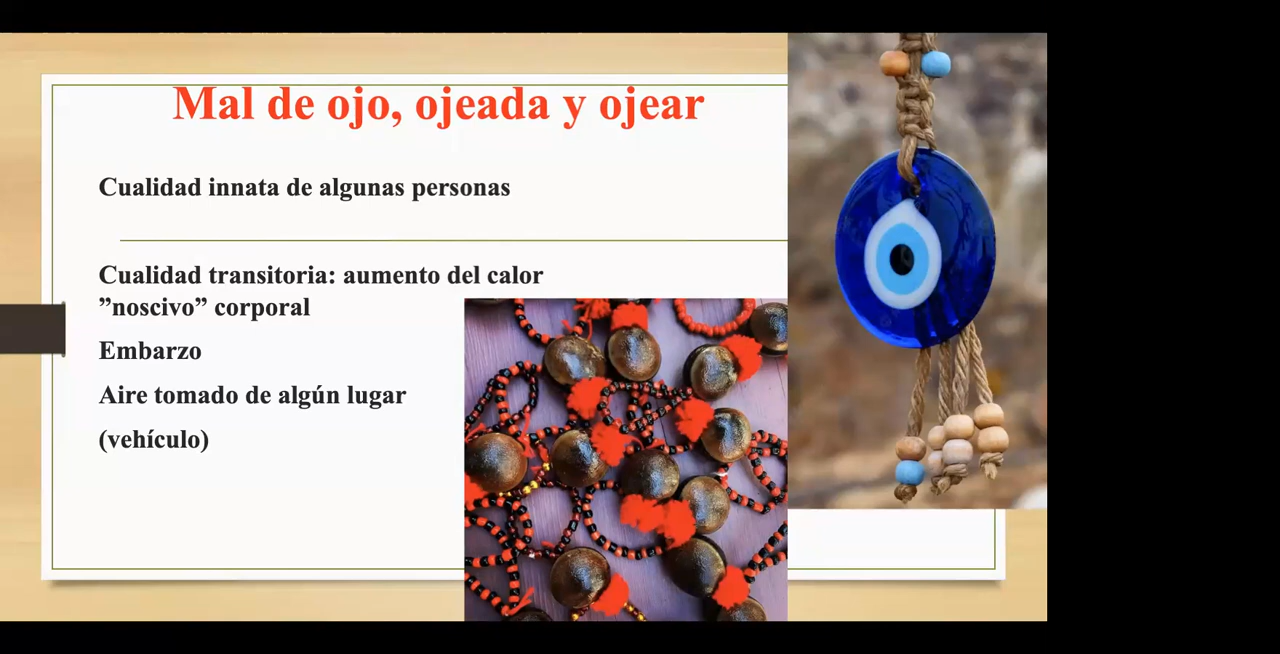 Mal de ojo, ojeada y ojear
Cualidad innata de algunas personas
Cualidad transitoria: aumento del calor
”noscivo” corporal
Embarzo
Aire tomado de algún lugar
(vehículo)